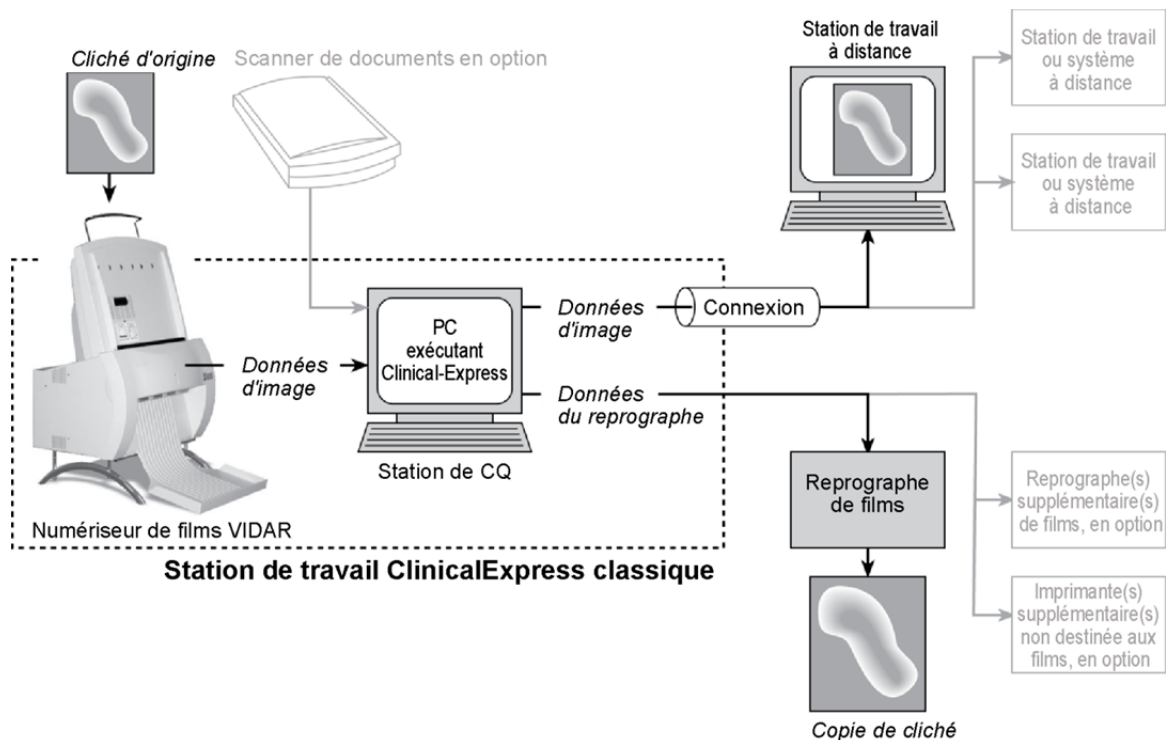 Cliché d'origine
Scanner de documents en option
Station de travail
à distance
Station de travail
ou système
à distance
Station de travail
ou système
à distance
Données
d'image
PC
exécutant
Clinical-Express
Station de CQ
Données
d'image
Connexion
Données
du reprographe
Numériseur de films VIDAR
Station de travail ClinicalExpress classique
Reprographe
de films
Reprographe(s)
supplémentaire(s)
de films, en option
Imprimante(s)
supplémentaire(s)
non destinée aux
films, en option
Copie de cliché